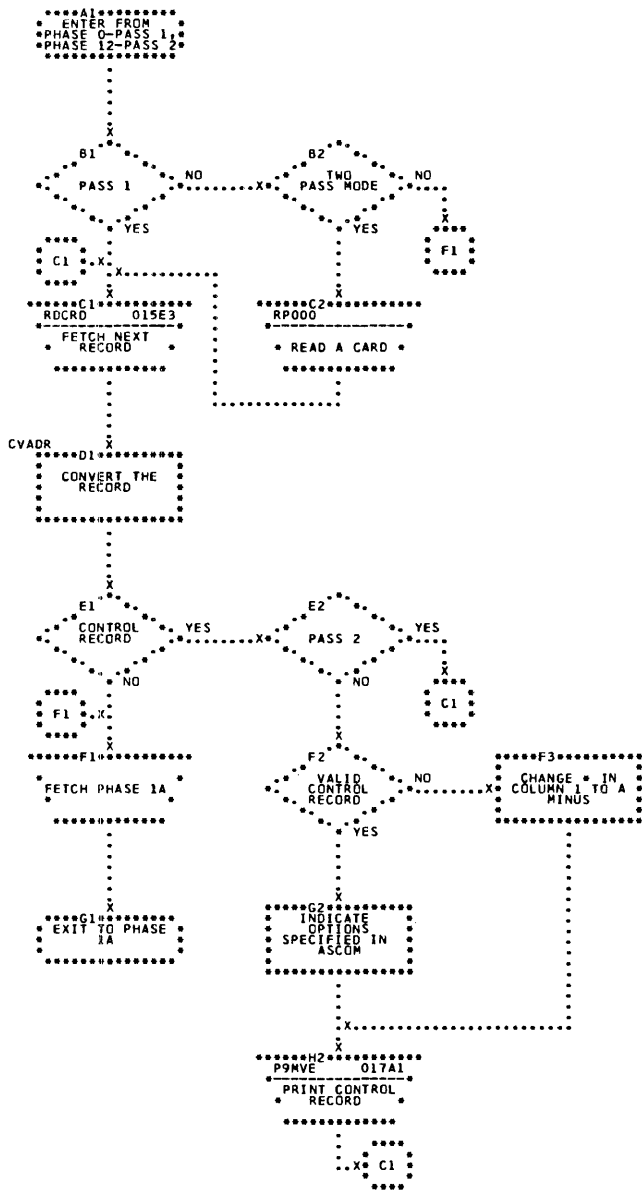 A1
ENTER FROM
PHASE 0-PASS 1,
PHASE 12-PASS 2
B1
PASS 1
NO
YES
B2
TWO
PASS MODE
NO
YES
F1
C1
C1
RDCRD 015E3
FETCH NEXT
RECORD
C2
RP000
READ A CARD
CVADR
D1
CONVERT THE
RECORD
E1
CONTROL
RECORD
YES
NO
E2
PASS 2
YES
NO
C1
F1
F1
FETCH PHASE 1A
F2
VALID
CONTROL
RECORD
NO
YES
F3
CHANGE * IN
COLUMN 1 TO A
MINUS
G1
EXIT TO PHASE
1A
G2
INDICATE
OPTIONS
SPECIFIED IN
ASCOM
H2
P9MVE 017A1
PRINT CONTROL
RECORD
C1